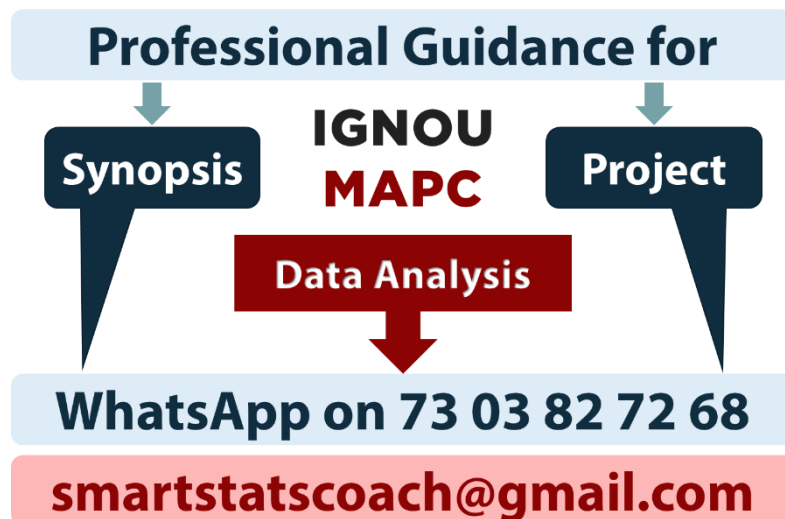 Professional Guidance for
Synopsis
IGNOU
MAPC
Project
Data Analysis
WhatsApp on 73 03 82 72 68
smartstatscoach@gmail.com